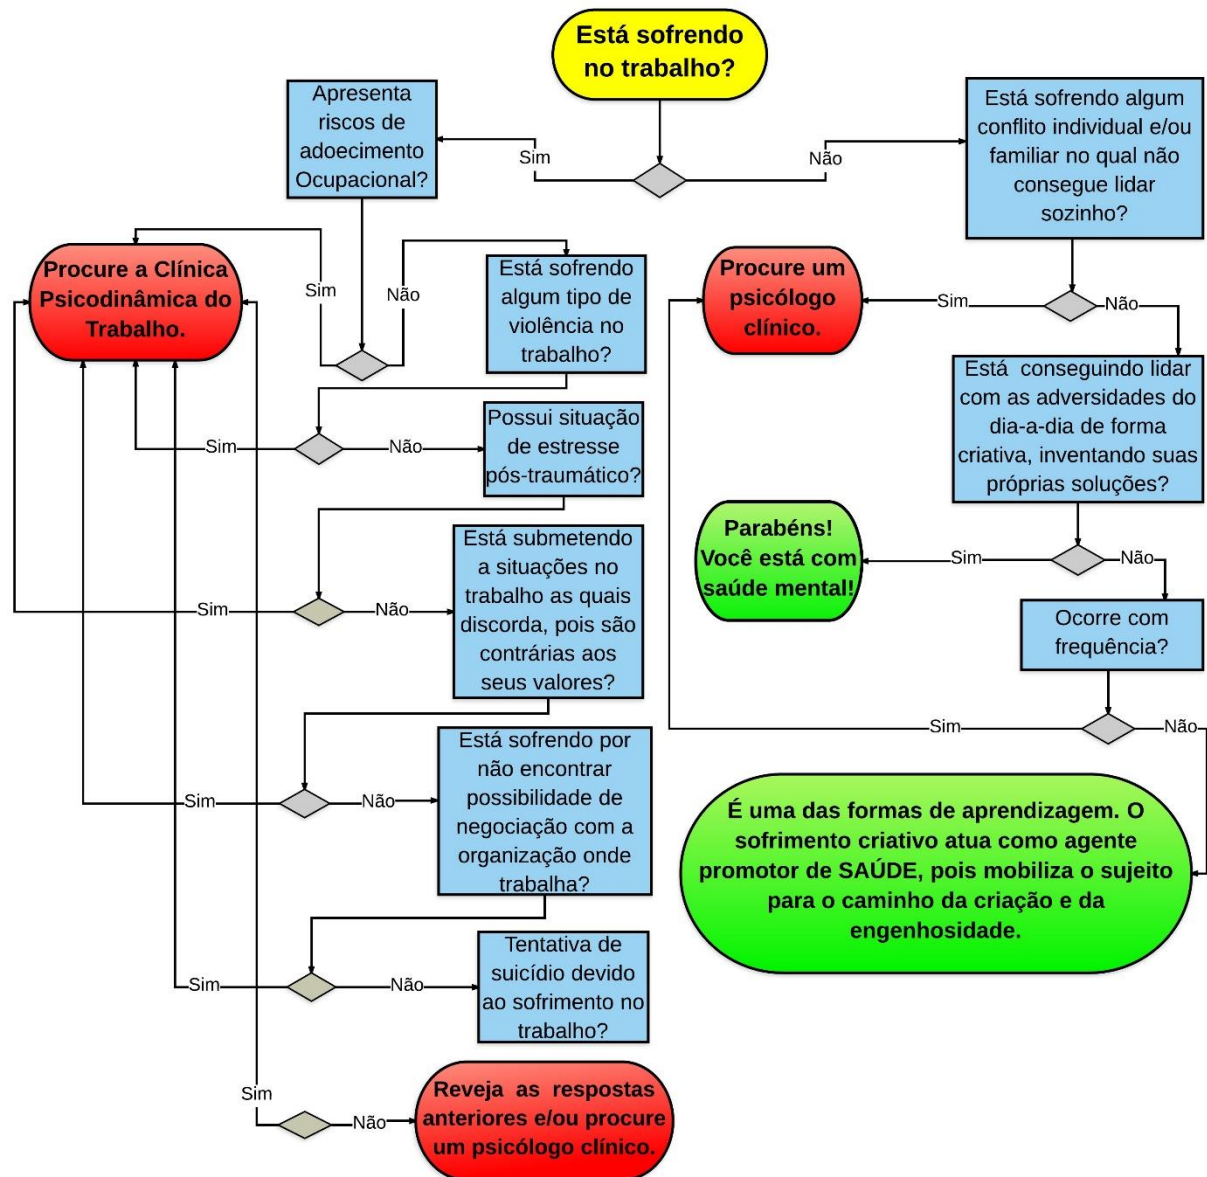 Está sofrendo
no trabalho?
Sim
Não
Apresenta
riscos de
adoecimento
Ocupacional?
Sim
Não
Procure a Clínica
Psicodinâmica do
Trabalho.
Está sofrendo
algum tipo de
violência no
trabalho?
Sim
Não
Possui situação
de estresse
pós-traumático?
Sim
Não
Está submetendo
a situações no
trabalho as quais
discorda, pois são
contrárias aos
seus valores?
Sim
Não
Está sofrendo por
não encontrar
possibilidade de
negociação com a
organização onde
trabalha?
Sim
Não
Tentativa de
suicídio devido
ao sofrimento no
trabalho?
Sim
Não
Reveja as respostas
anteriores e/ou procure
um psicólogo clínico.
Está sofrendo algum
conflito individual e/ou
familiar no qual não
consegue lidar
sozinho?
Sim
Não
Procure um
psicólogo
clínico.
Está conseguindo lidar
com as adversidades do
dia-a-dia de forma
criativa, inventando suas
próprias soluções?
Sim
Não
Parabéns!
Você está com
saúde mental!
Ocorre com
frequência?
Sim
Não
É uma das formas de aprendizagem. O
sofrimento criativo atua como agente
promotor de SAÚDE, pois mobiliza o sujeito
para o caminho da criação e da
engenhosidade.